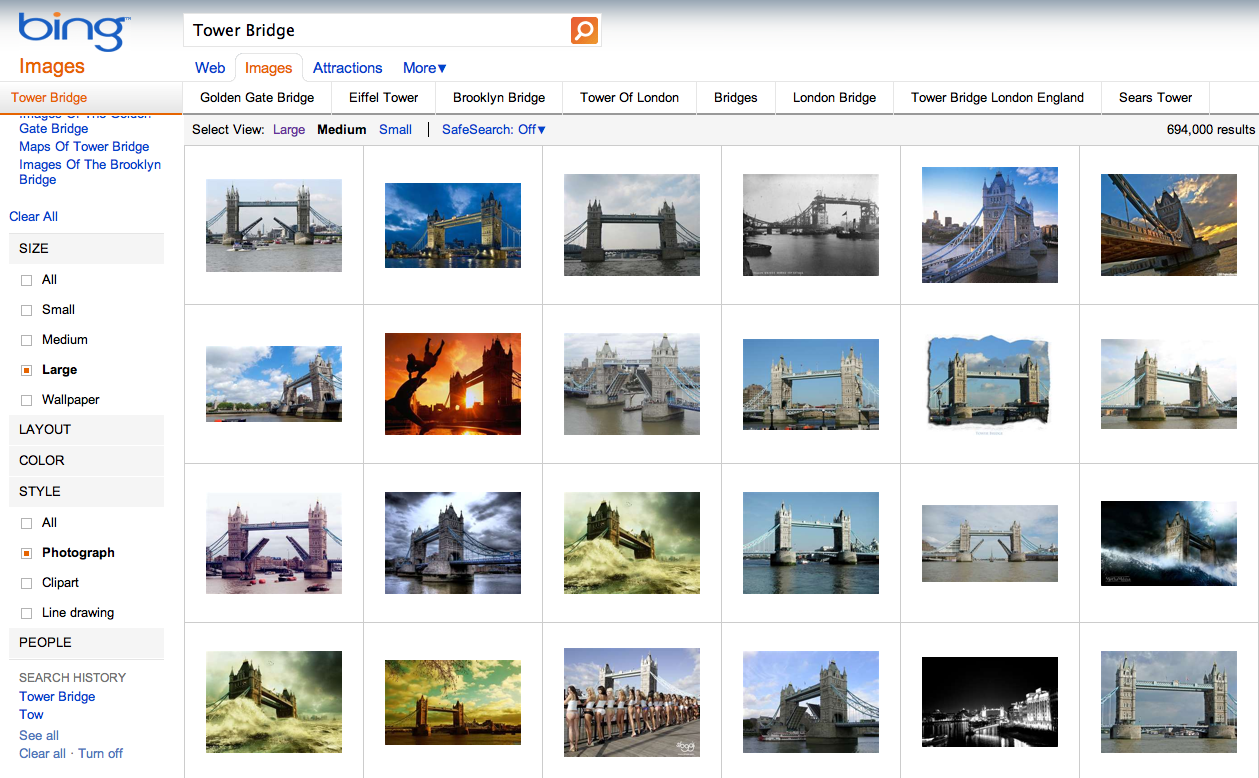 bing™
Images
Tower Bridge
Web
Images
Attractions
More▼
Tower Bridge
Golden Gate Bridge
Eiffel Tower
Brooklyn Bridge
Tower Of London
Bridges
London Bridge
Tower Bridge London England
Sears Tower
Images Of The Golden
Gate Bridge
Maps Of Tower Bridge
Images Of The Brooklyn
Bridge
Select View: Large Medium Small | SafeSearch: Off▼
694,000 results
Clear All
SIZE
All
Small
Medium
Large
Wallpaper
LAYOUT
COLOR
STYLE
All
Photograph
Clipart
Line drawing
PEOPLE
SEARCH HISTORY
Tower Bridge
Tow
See all
Clear all · Turn off